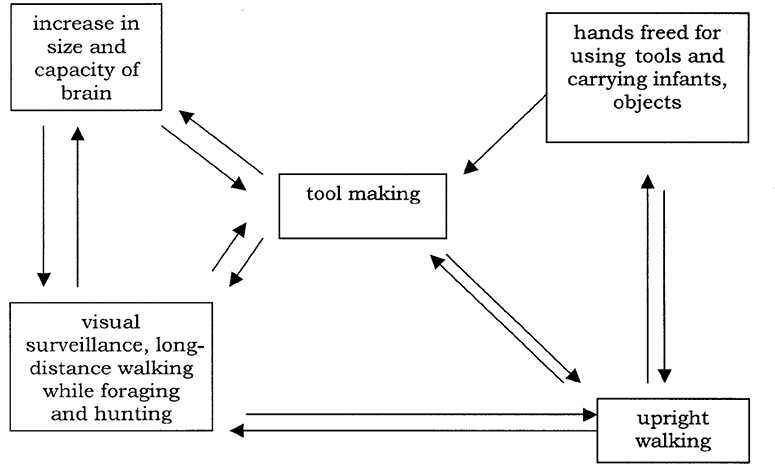 increase in
size and
capacity of
brain
hands freed for
using tools and
carrying infants,
objects
tool making
visual
surveillance, long-
distance walking
while foraging
and hunting
upright
walking